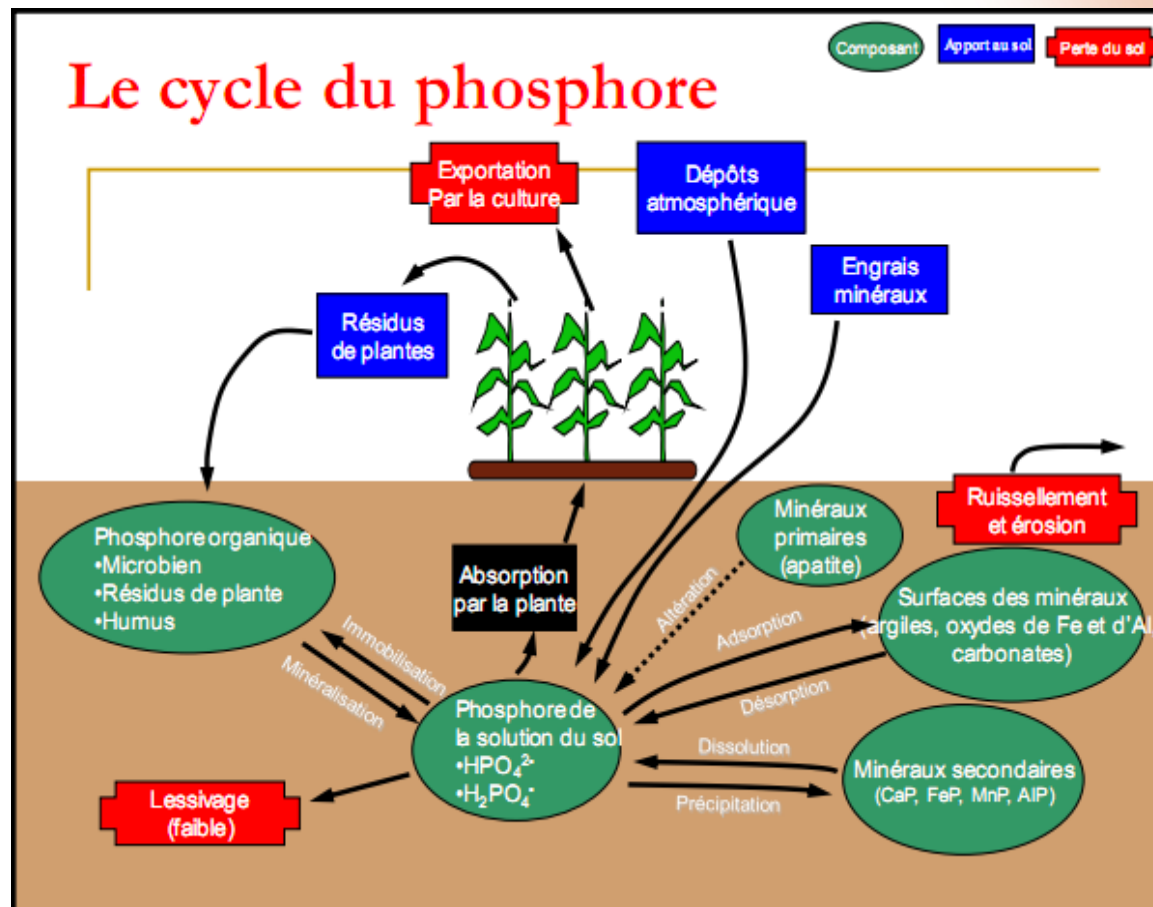 Composant
Apport au sol
Perte du sol
Le cycle du phosphore
Exportation
Par la culture
Dépôts
atmosphérique
Engrais
minéraux
Résidus
de plantes
Ruissellement
et érosion
Minéraux
primaires
(apatite)
Phosphore organique
•Microbien
•Résidus de plante
•Humus
Absorption
par la plante
Altération
Adsorption
Surfaces des minéraux
(argiles, oxydes de Fe et d'Al,
carbonates)
Désorption
Immobilisation
Minéralisation
Phosphore de
la solution du sol
•HPO₄²⁻
•H₂PO₄⁻
Dissolution
Précipitation
Minéraux secondaires
(CaP, FeP, MnP, AlP)
Lessivage
(faible)